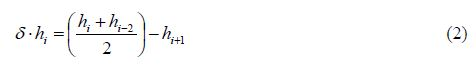 δ · h_i = ( (h_i + h_{i−2}) / 2 ) − h_{i+1} (2)